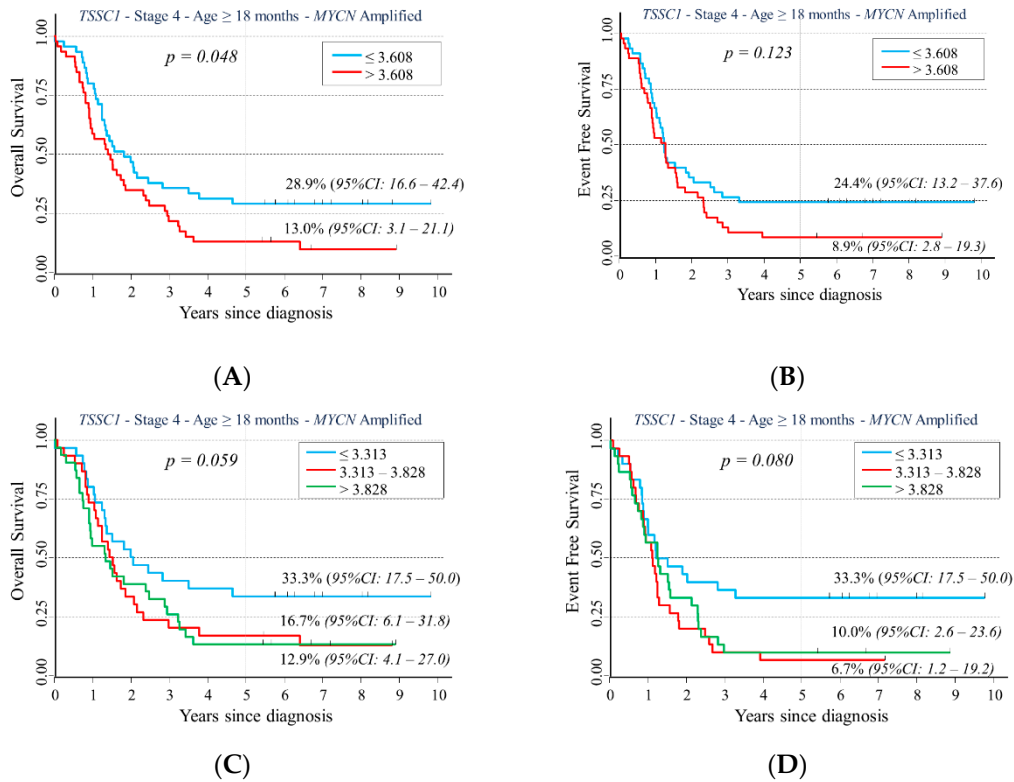 TSSC1 - Stage 4 - Age ≥ 18 months - MYCN Amplified
Overall Survival
1.00
0.75
0.50
0.25
0.00
p = 0.048
≤ 3.608
> 3.608
28.9% (95%CI: 16.6 – 42.4)
13.0% (95%CI: 3.1 – 21.1)
0 1 2 3 4 5 6 7 8 9 10
Years since diagnosis
(A)
TSSC1 - Stage 4 - Age ≥ 18 months - MYCN Amplified
Event Free Survival
1.00
0.75
0.50
0.25
0.00
p = 0.123
≤ 3.608
> 3.608
24.4% (95%CI: 13.2 – 37.6)
8.9% (95%CI: 2.8 – 19.3)
0 1 2 3 4 5 6 7 8 9 10
Years since diagnosis
(B)
TSSC1 - Stage 4 - Age ≥ 18 months - MYCN Amplified
Overall Survival
1.00
0.75
0.50
0.25
0.00
p = 0.059
≤ 3.313
3.313 – 3.828
> 3.828
33.3% (95%CI: 17.5 – 50.0)
16.7% (95%CI: 6.1 – 31.8)
12.9% (95%CI: 4.1 – 27.0)
0 1 2 3 4 5 6 7 8 9 10
Years since diagnosis
(C)
TSSC1 - Stage 4 - Age ≥ 18 months - MYCN Amplified
Event Free Survival
1.00
0.75
0.50
0.25
0.00
p = 0.080
≤ 3.313
3.313 – 3.828
> 3.828
33.3% (95%CI: 17.5 – 50.0)
10.0% (95%CI: 2.6 – 23.6)
6.7% (95%CI: 1.2 – 19.2)
0 1 2 3 4 5 6 7 8 9 10
Years since diagnosis
(D)